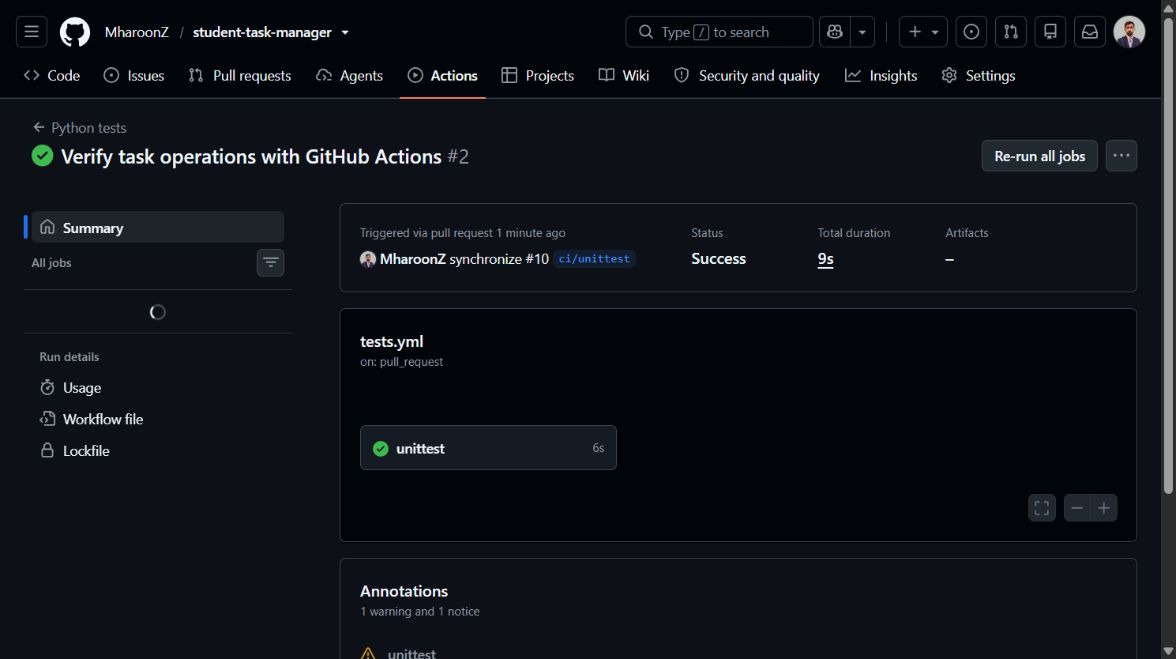 MharoonZ / student-task-manager
Type / to search
Code Issues Pull requests Agents Actions Projects Wiki Security and quality Insights Settings
Python tests
Verify task operations with GitHub Actions #2
Re-run all jobs
Summary
All jobs
Run details
Usage
Workflow file
Lockfile
Triggered via pull request 1 minute ago
MharoonZ synchronize #10 ci/unittest
Status
Success
Total duration
9s
Artifacts
–
tests.yml
on: pull_request
unittest 6s
Annotations
1 warning and 1 notice
unittest